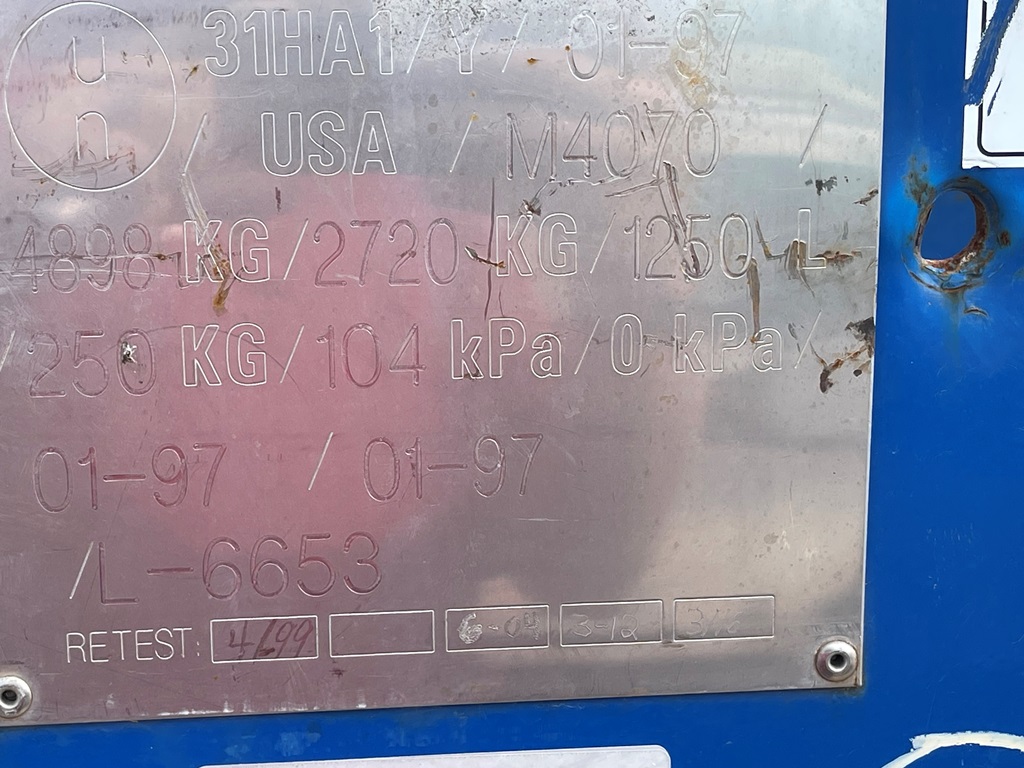 u n 31HA1/Y/ 01-97
/ USA / M4070 /
4898 KG/2720 KG/1250 L
/250 KG/104 kPa/0 kPa/
01-97 / 01-97
/L-6653
RETEST: 4/99 6-04 3-12